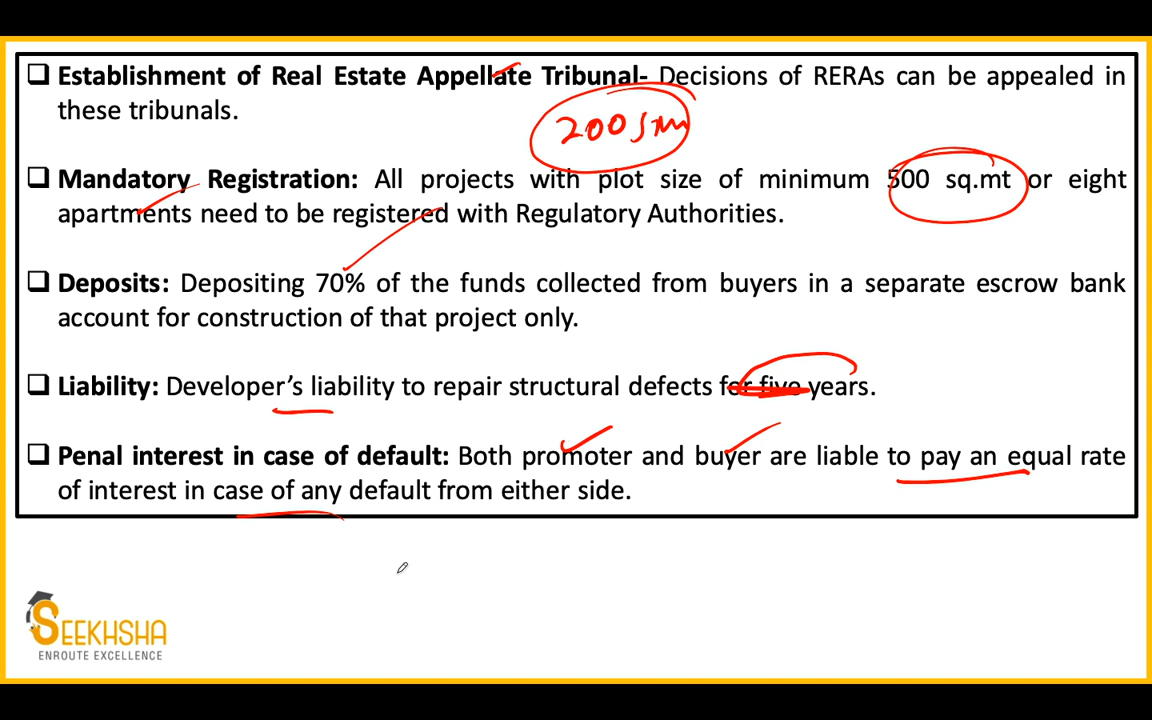 ❑ Establishment of Real Estate Appellate Tribunal- Decisions of RERAs can be appealed in
these tribunals.
200 sqm
❑ Mandatory Registration: All projects with plot size of minimum 500 sq.mt or eight
apartments need to be registered with Regulatory Authorities.
❑ Deposits: Depositing 70% of the funds collected from buyers in a separate escrow bank
account for construction of that project only.
❑ Liability: Developer's liability to repair structural defects for five years.
❑ Penal interest in case of default: Both promoter and buyer are liable to pay an equal rate
of interest in case of any default from either side.
SEEKHSHA
ENROUTE EXCELLENCE